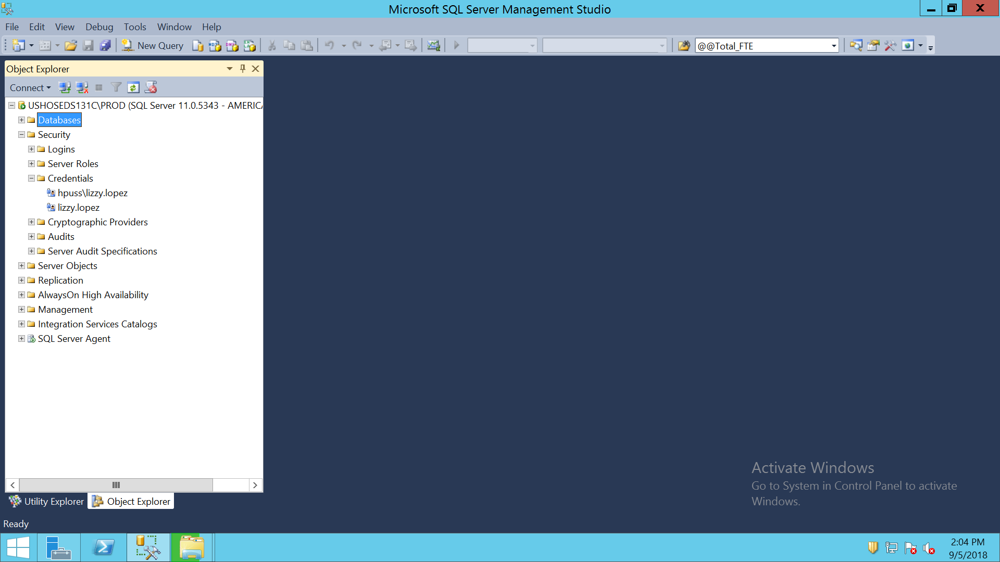 Microsoft SQL Server Management Studio
File Edit View Debug Tools Window Help
New Query @@Total_FTE
Object Explorer
Connect
USHOSEDS131C\PROD (SQL Server 11.0.5343 - AMERICA
Databases
Security
Logins
Server Roles
Credentials
hpuss\lizzy.lopez
lizzy.lopez
Cryptographic Providers
Audits
Server Audit Specifications
Server Objects
Replication
AlwaysOn High Availability
Management
Integration Services Catalogs
SQL Server Agent
Activate Windows
Go to System in Control Panel to activate
Windows.
Utility Explorer Object Explorer
Ready
2:04 PM
9/5/2018